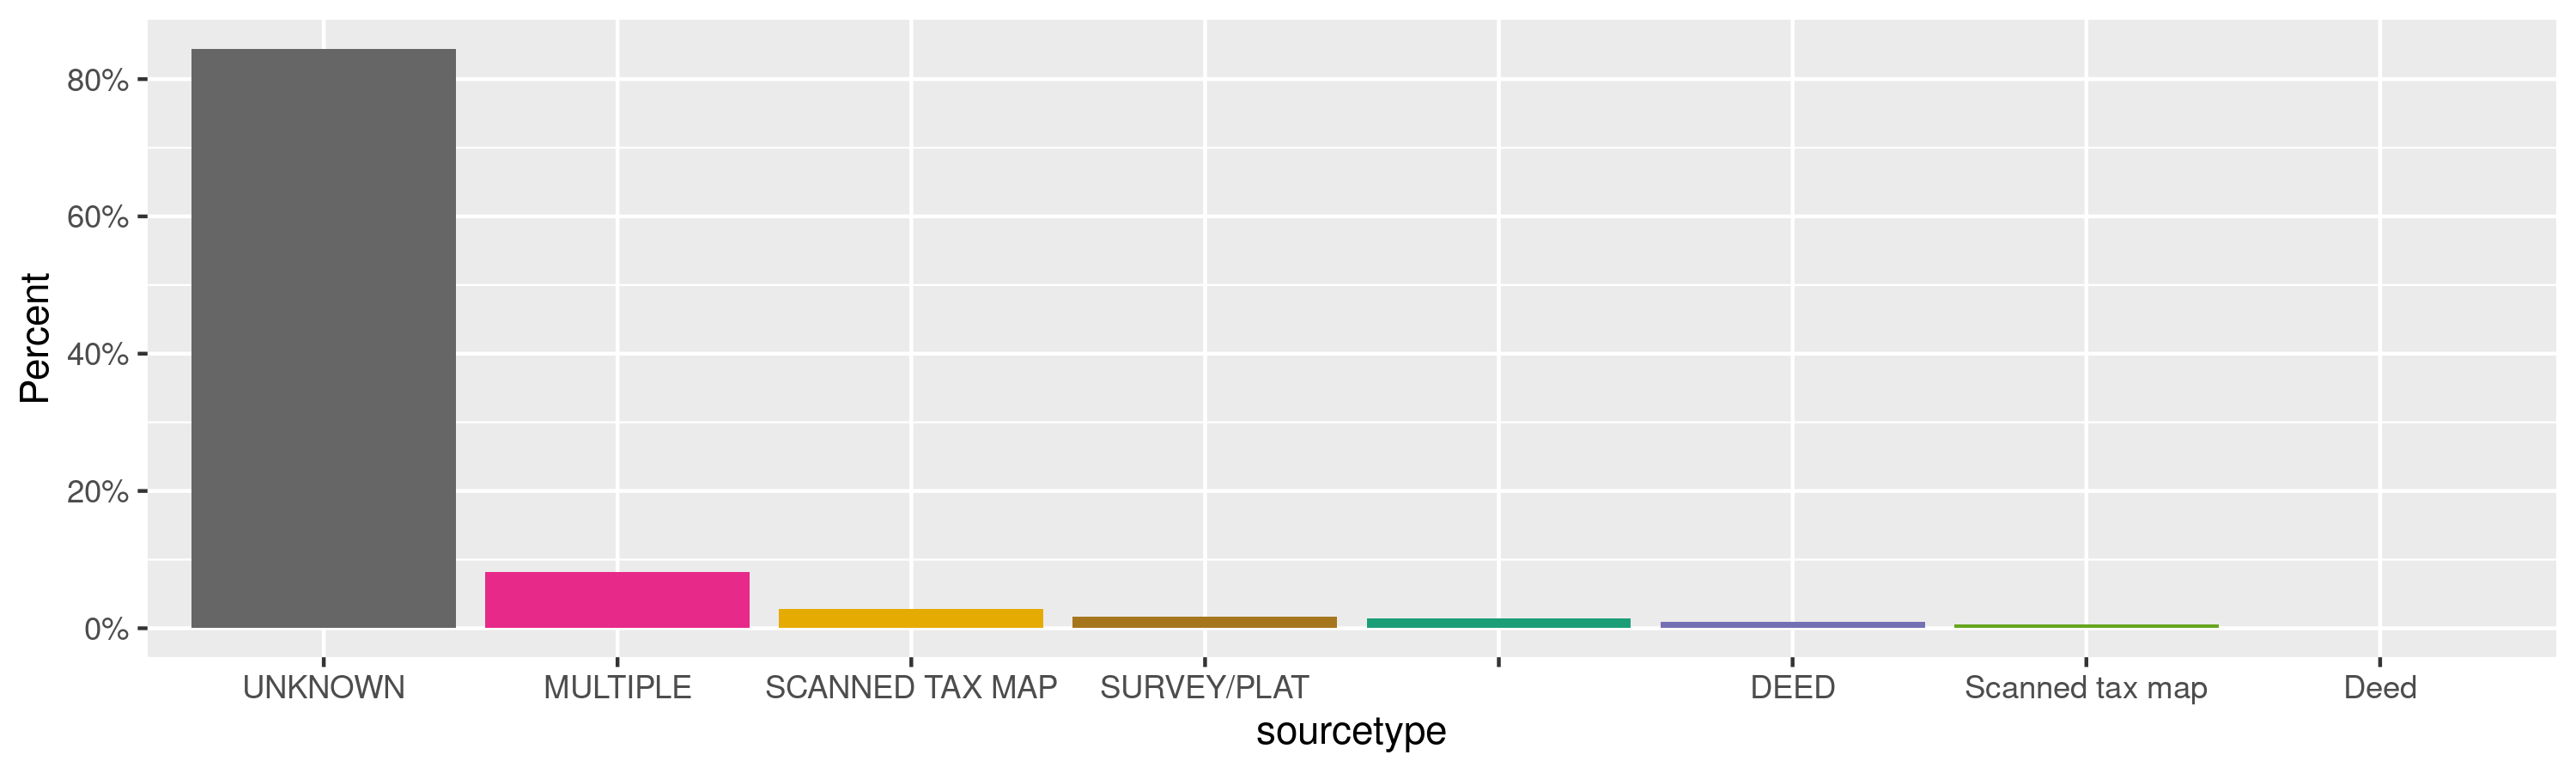 Percent
80%
60%
40%
20%
0%
UNKNOWN MULTIPLE SCANNED TAX MAP SURVEY/PLAT DEED Scanned tax map Deed
sourcetype